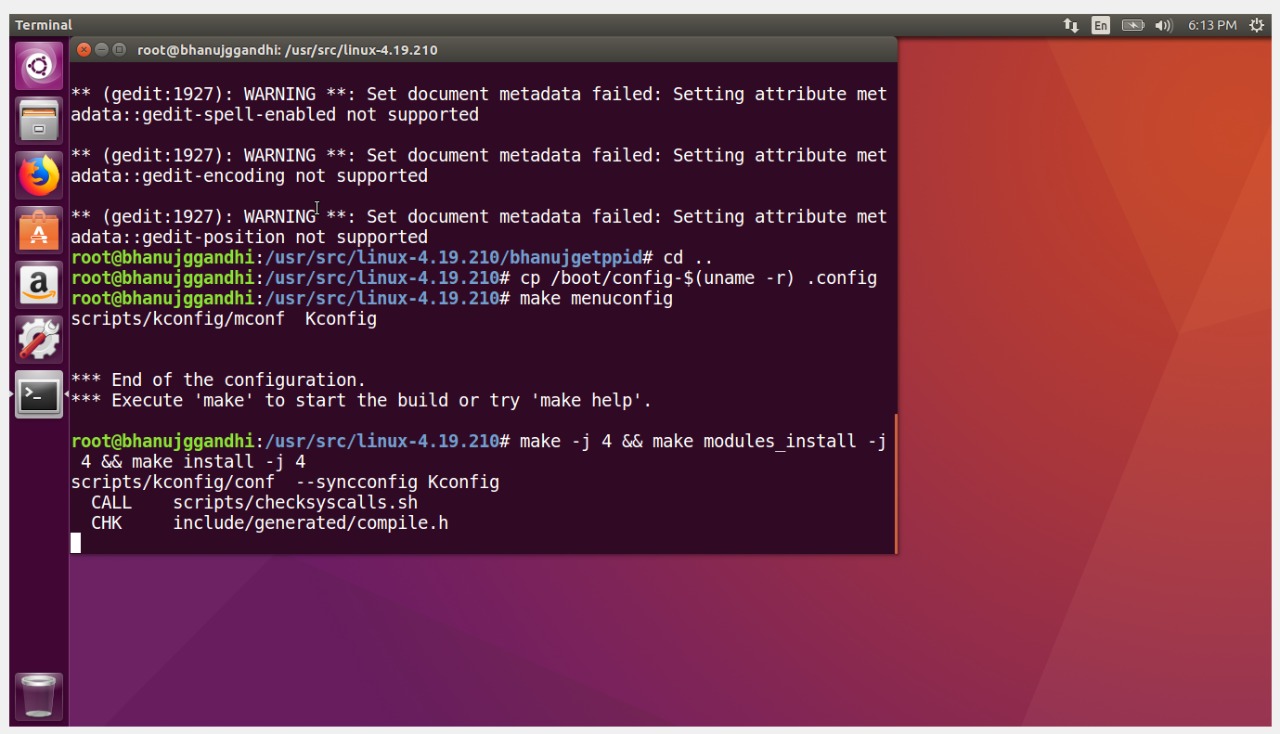 Terminal
En
6:13 PM
root@bhanujggandhi: /usr/src/linux-4.19.210
** (gedit:1927): WARNING **: Set document metadata failed: Setting attribute met
adata::gedit-spell-enabled not supported
** (gedit:1927): WARNING **: Set document metadata failed: Setting attribute met
adata::gedit-encoding not supported
** (gedit:1927): WARNING **: Set document metadata failed: Setting attribute met
adata::gedit-position not supported
root@bhanujggandhi:/usr/src/linux-4.19.210/bhanujgetppid# cd ..
root@bhanujggandhi:/usr/src/linux-4.19.210# cp /boot/config-$(uname -r) .config
root@bhanujggandhi:/usr/src/linux-4.19.210# make menuconfig
scripts/kconfig/mconf  Kconfig
*** End of the configuration.
*** Execute 'make' to start the build or try 'make help'.
root@bhanujggandhi:/usr/src/linux-4.19.210# make -j 4 && make modules_install -j
 4 && make install -j 4
scripts/kconfig/conf  --syncconfig Kconfig
  CALL    scripts/checksyscalls.sh
  CHK     include/generated/compile.h